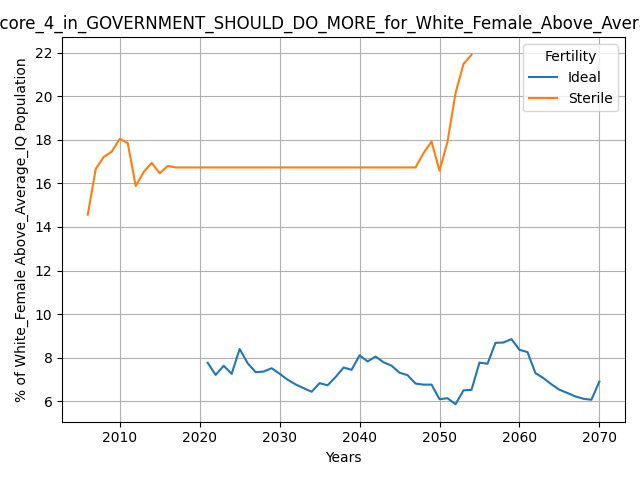 core_4_in_GOVERNMENT_SHOULD_DO_MORE_for_White_Female_Above_Avera
% of White_Female Above_Average_IQ Population
22
20
18
16
14
12
10
8
6
Fertility
Ideal
Sterile
2010 2020 2030 2040 2050 2060 2070
Years